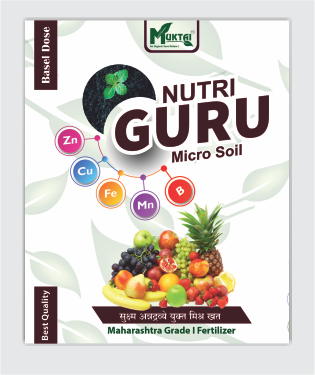 MUKTAI
Basel Dose
NUTRI
GURU
Micro Soil
Zn
Cu
Fe
Mn
B
Best Quality
सुक्ष्म अन्नद्रव्ये युक्त मिश्र खत
Maharashtra Grade I Fertilizer